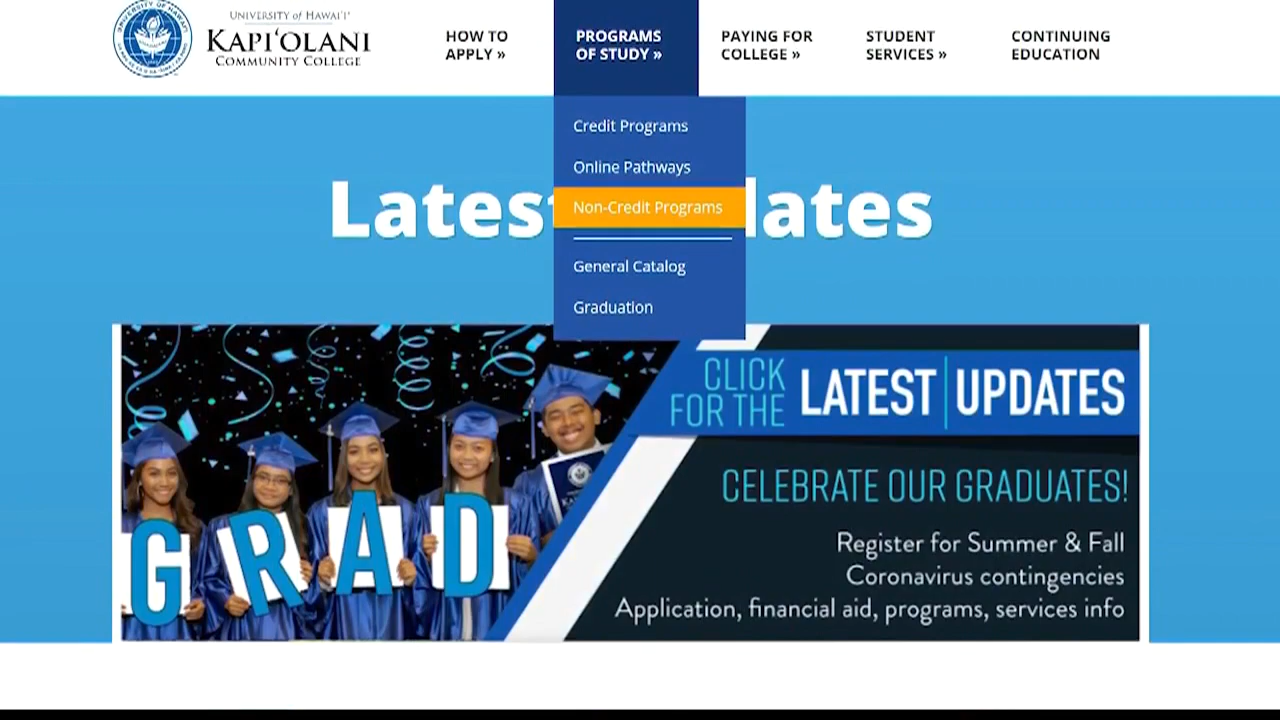 UNIVERSITY OF HAWAIʻI®
KAPIʻOLANI
COMMUNITY COLLEGE
HOW TO
APPLY »
PROGRAMS
OF STUDY »
PAYING FOR
COLLEGE »
STUDENT
SERVICES »
CONTINUING
EDUCATION
Credit Programs
Online Pathways
Non-Credit Programs
General Catalog
Graduation
CLICK
FOR THE
LATEST UPDATES
CELEBRATE OUR GRADUATES!
Register for Summer & Fall
Coronavirus contingencies
Application, financial aid, programs, services info
GRAD